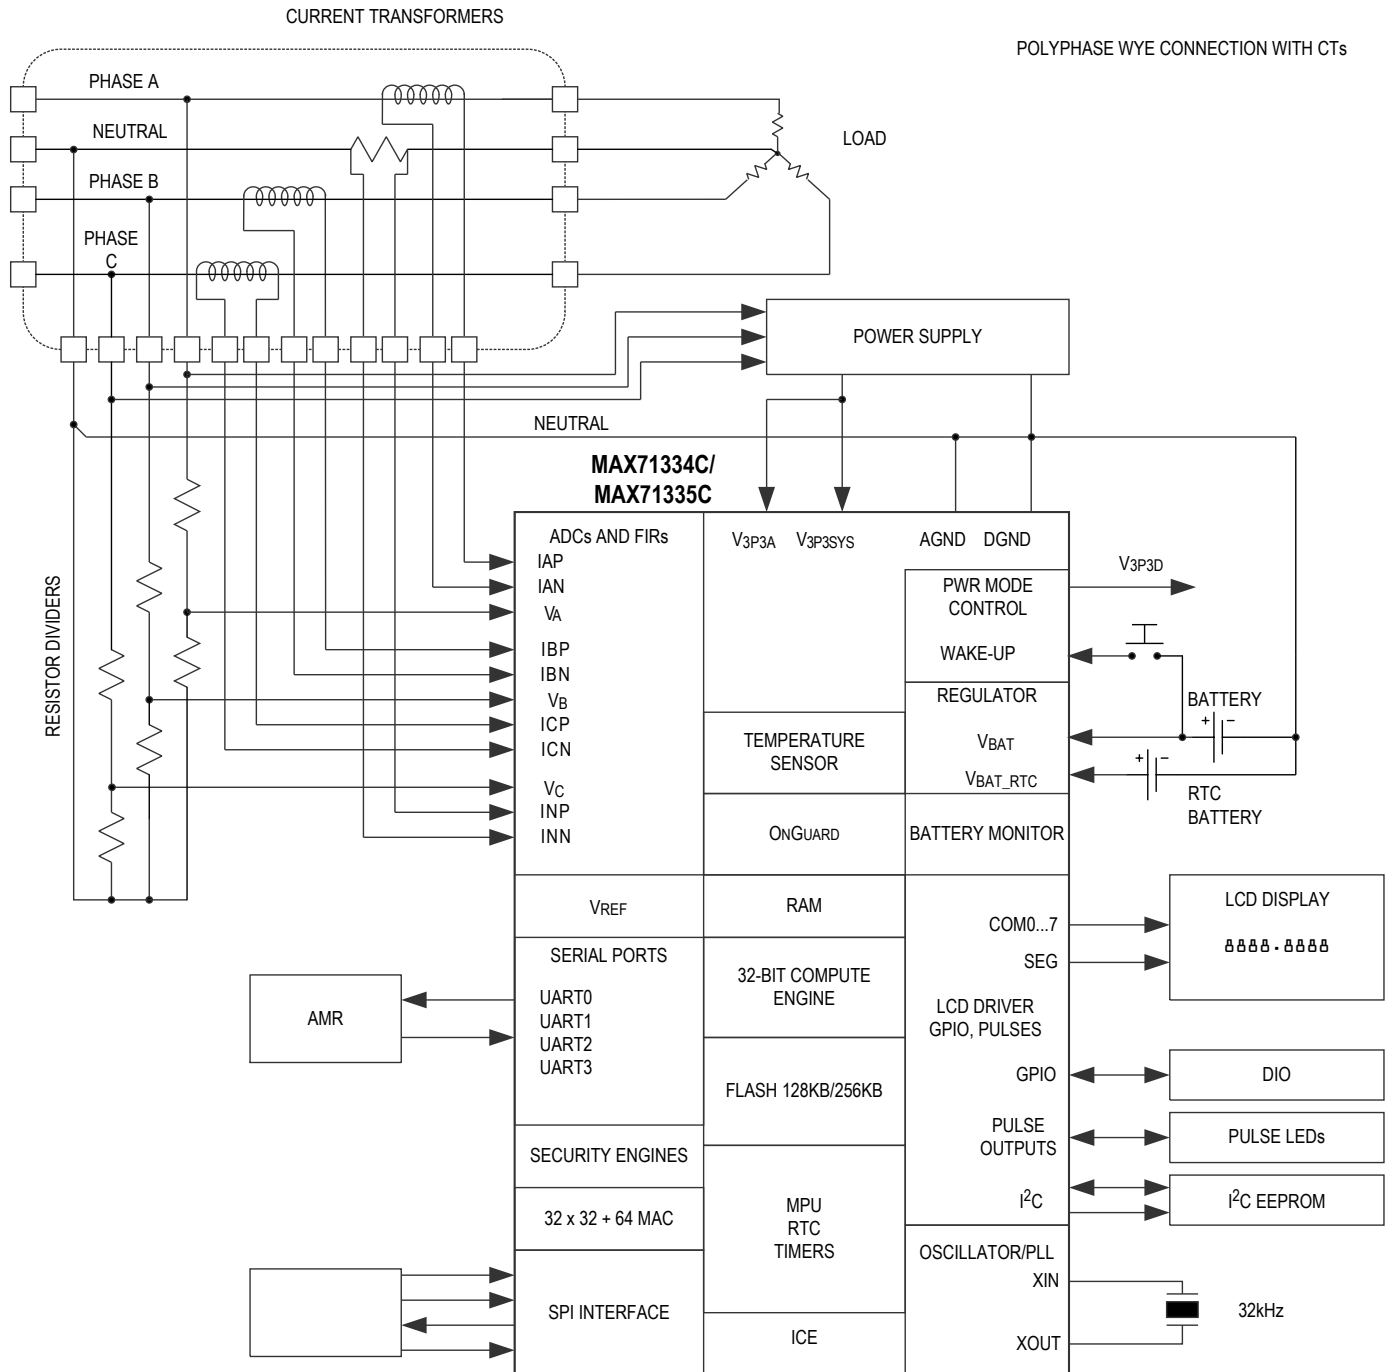 CURRENT TRANSFORMERS
POLYPHASE WYE CONNECTION WITH CTs
PHASE A
NEUTRAL
LOAD
PHASE B
PHASE
C
POWER SUPPLY
NEUTRAL
MAX71334C/
MAX71335C
RESISTOR DIVIDERS
ADCs AND FIRs
IAP
IAN
VA
IBP
IBN
VB
ICP
ICN
VC
INP
INN
V3P3A
V3P3SYS
AGND
DGND
PWR MODE
CONTROL
WAKE-UP
V3P3D
REGULATOR
VBAT
VBAT_RTC
BATTERY
+ −
+ −
RTC
BATTERY
TEMPERATURE
SENSOR
ONGUARD
BATTERY MONITOR
VREF
RAM
COM0...7
SEG
LCD DRIVER
GPIO, PULSES
GPIO
PULSE
OUTPUTS
I2C
LCD DISPLAY
8888.8888
SERIAL PORTS
UART0
UART1
UART2
UART3
AMR
32-BIT COMPUTE
ENGINE
FLASH 128KB/256KB
DIO
PULSE LEDs
I2C EEPROM
SECURITY ENGINES
32 x 32 + 64 MAC
MPU
RTC
TIMERS
SPI INTERFACE
ICE
OSCILLATOR/PLL
XIN
XOUT
32kHz